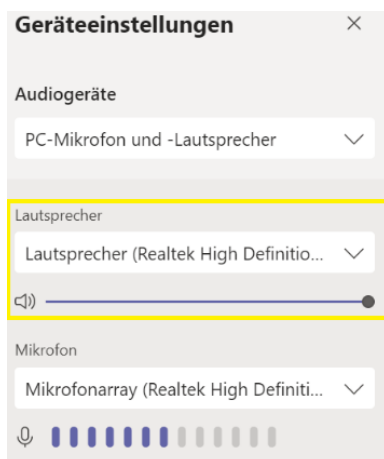 Geräteeinstellungen
Audiogeräte
PC-Mikrofon und -Lautsprecher
Lautsprecher
Lautsprecher (Realtek High Definitio...
Mikrofon
Mikrofonarray (Realtek High Definiti...